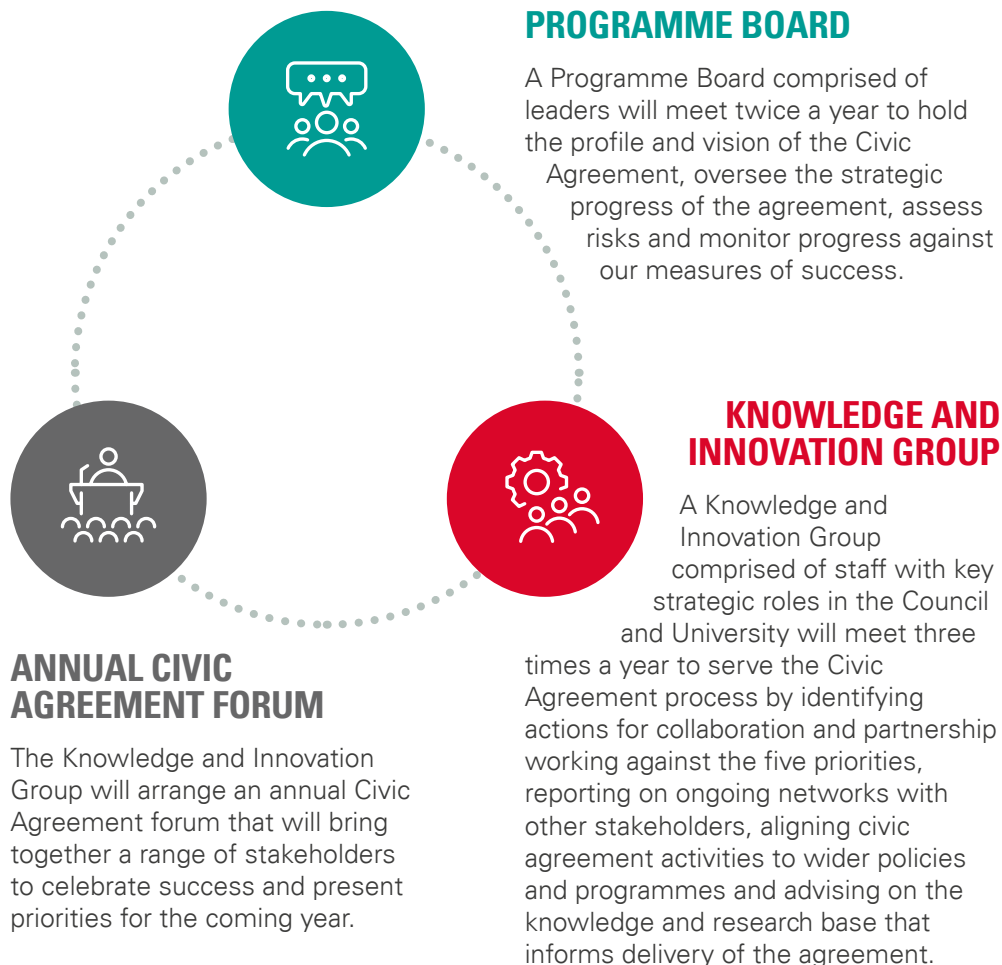 PROGRAMME BOARD
A Programme Board comprised of
leaders will meet twice a year to hold
the profile and vision of the Civic
Agreement, oversee the strategic
progress of the agreement, assess
risks and monitor progress against
our measures of success.
KNOWLEDGE AND
INNOVATION GROUP
A Knowledge and
Innovation Group
comprised of staff with key
strategic roles in the Council
and University will meet three
times a year to serve the Civic
Agreement process by identifying
actions for collaboration and partnership
working against the five priorities,
reporting on ongoing networks with
other stakeholders, aligning civic
agreement activities to wider policies
and programmes and advising on the
knowledge and research base that
informs delivery of the agreement.
ANNUAL CIVIC
AGREEMENT FORUM
The Knowledge and Innovation
Group will arrange an annual Civic
Agreement forum that will bring
together a range of stakeholders
to celebrate success and present
priorities for the coming year.